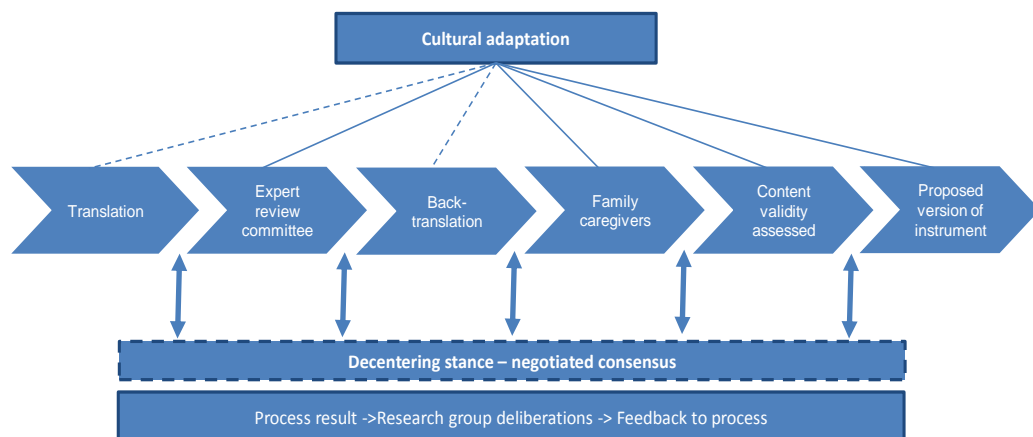 Cultural adaptation
Translation
Expert
review
committee
Back-
translation
Family
caregivers
Content
validity
assessed
Proposed
version of
instrument
Decentering stance – negotiated consensus
Process result ->Research group deliberations -> Feedback to process